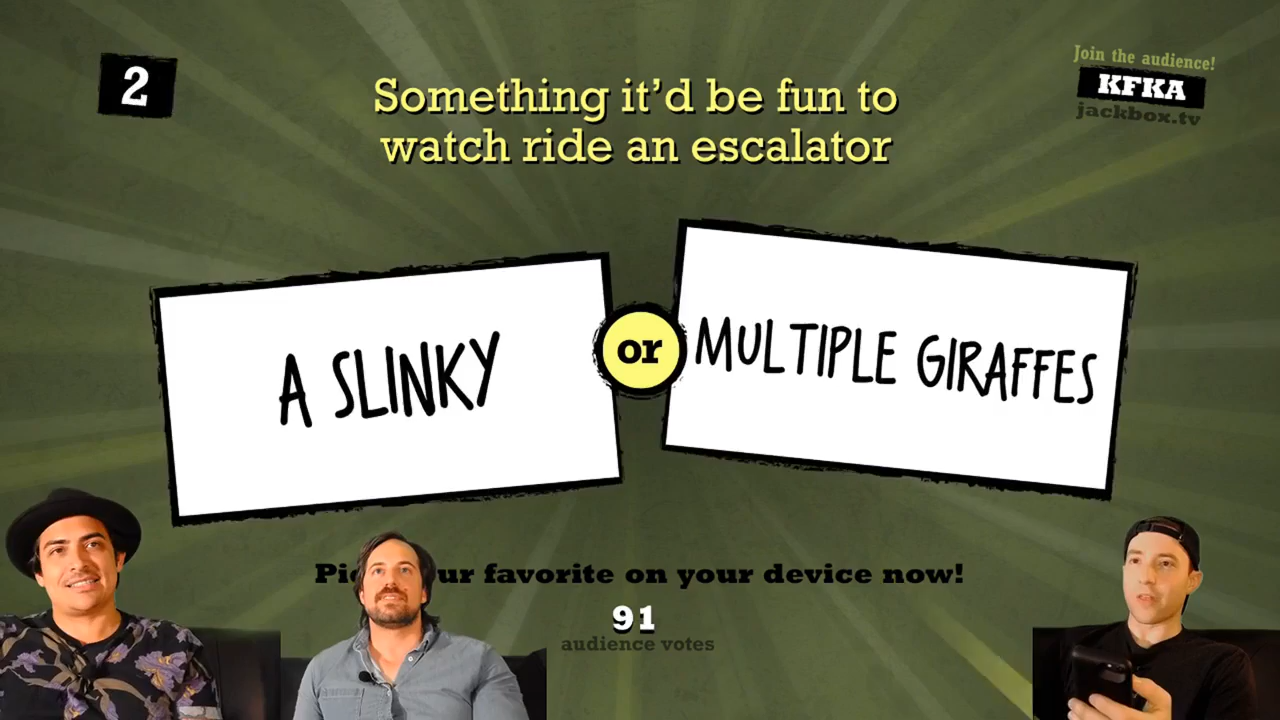 2
Join the audience!
KFKA
jackbox.tv
Something it'd be fun to
watch ride an escalator
A SLINKY
or
MULTIPLE GIRAFFES
favorite on your device now!
91
audience votes